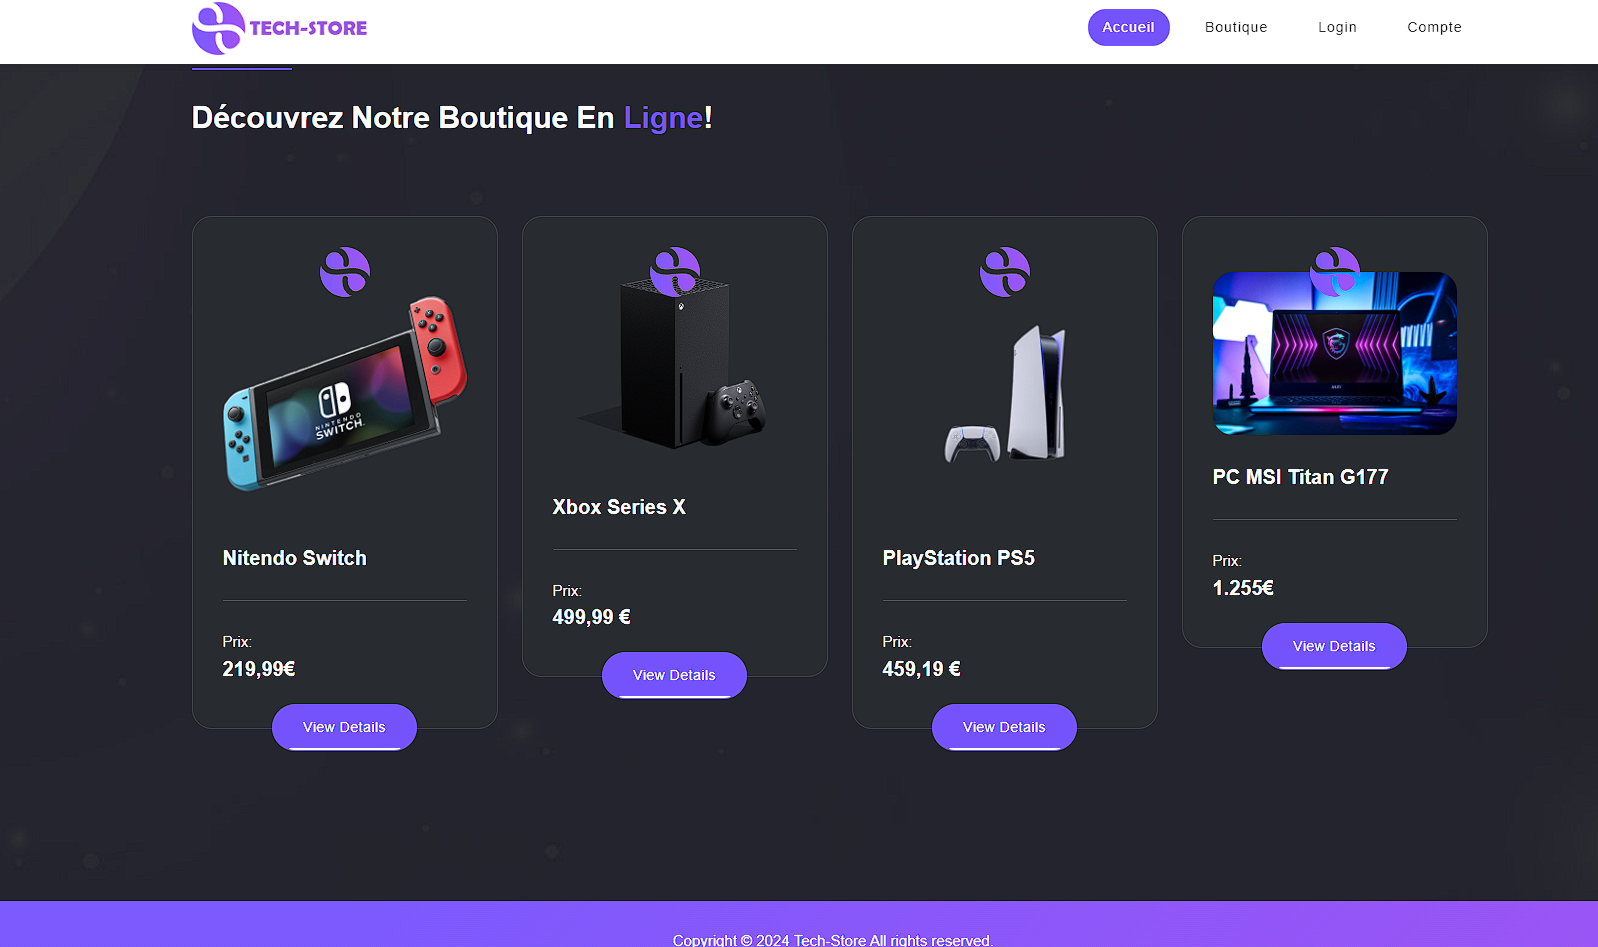 TECH-STORE
Accueil Boutique Login Compte
Découvrez Notre Boutique En Ligne!
NINTENDO
SWITCH
Nitendo Switch
Prix:
219,99€
View Details
Xbox Series X
Prix:
499,99 €
View Details
PlayStation PS5
Prix:
459,19 €
View Details
msi
PC MSI Titan G177
Prix:
1.255€
View Details
Copyright © 2024 Tech-Store All rights reserved.